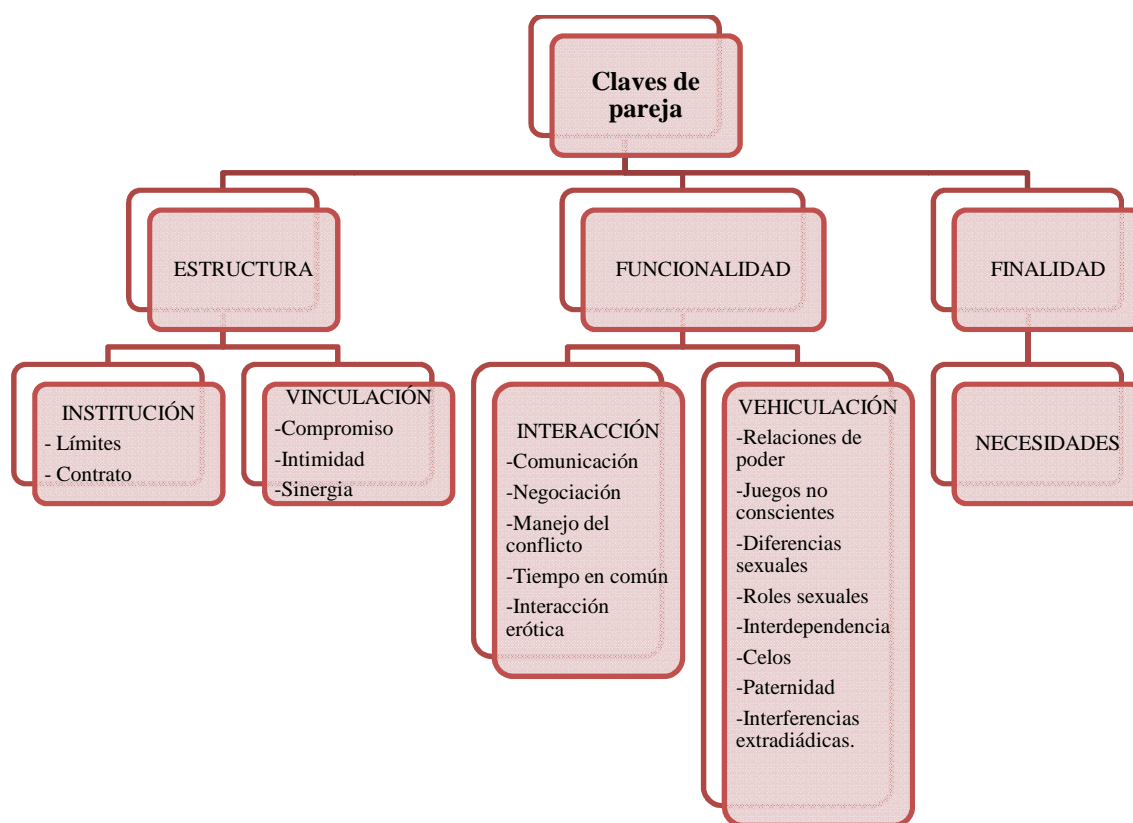 Claves de
pareja
ESTRUCTURA
FUNCIONALIDAD
FINALIDAD
INSTITUCIÓN
- Límites
- Contrato
VINCULACIÓN
-Compromiso
-Intimidad
-Sinergia
INTERACCIÓN
-Comunicación
-Negociación
-Manejo del
conflicto
-Tiempo en común
-Interacción
erótica
VEHICULACIÓN
-Relaciones de
poder
-Juegos no
conscientes
-Diferencias
sexuales
-Roles sexuales
-Interdependencia
-Celos
-Paternidad
-Interferencias
extradiádicas.
NECESIDADES